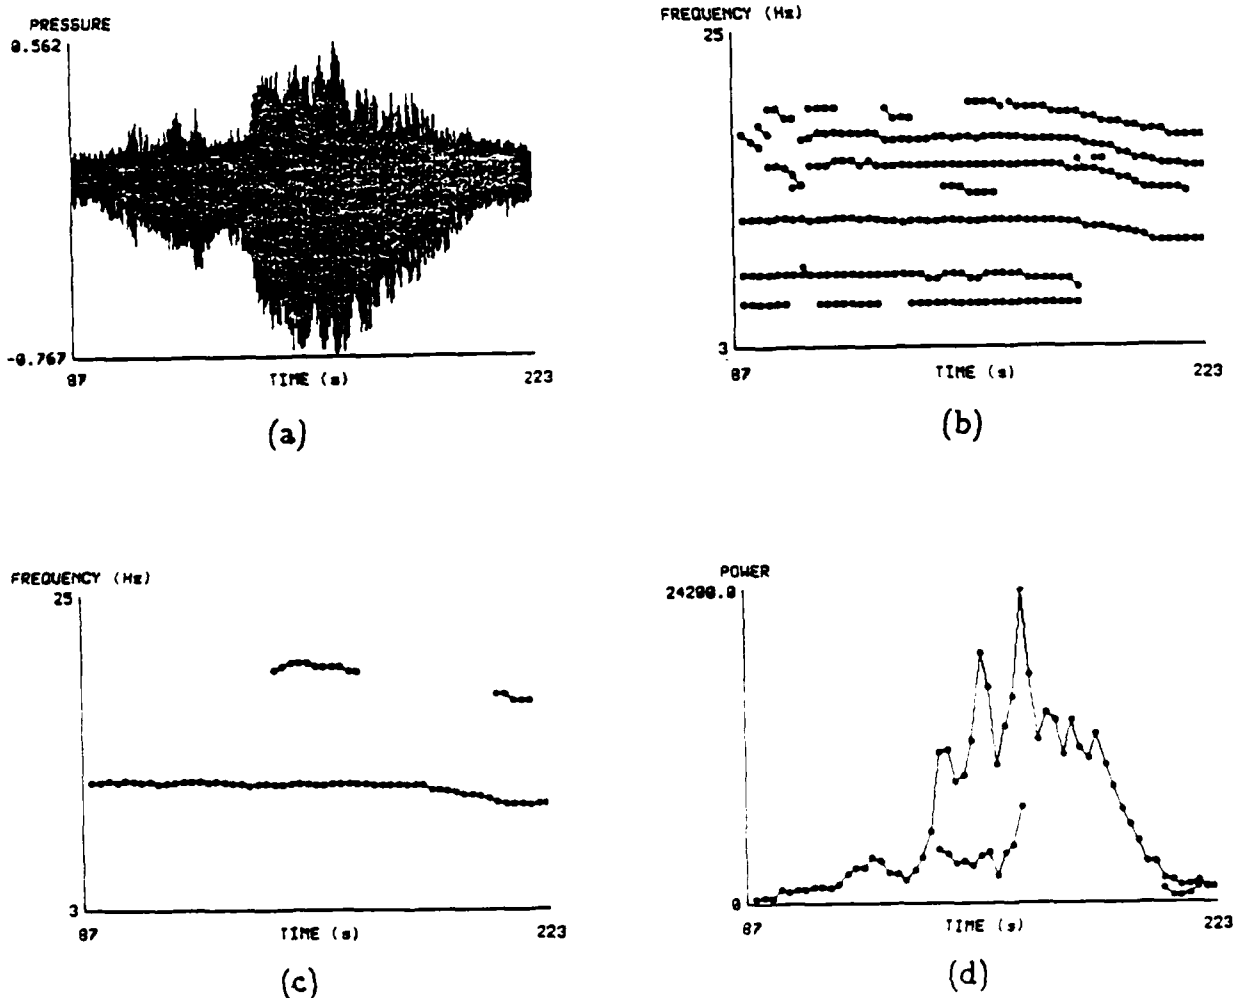 PRESSURE
0.562
-0.767
87
TIME (s)
223
(a)
FREQUENCY (Hz)
25
3
87
TIME (s)
223
(b)
FREQUENCY (Hz)
25
3
87
TIME (s)
223
(c)
POWER
24200.0
0
87
TIME (s)
223
(d)